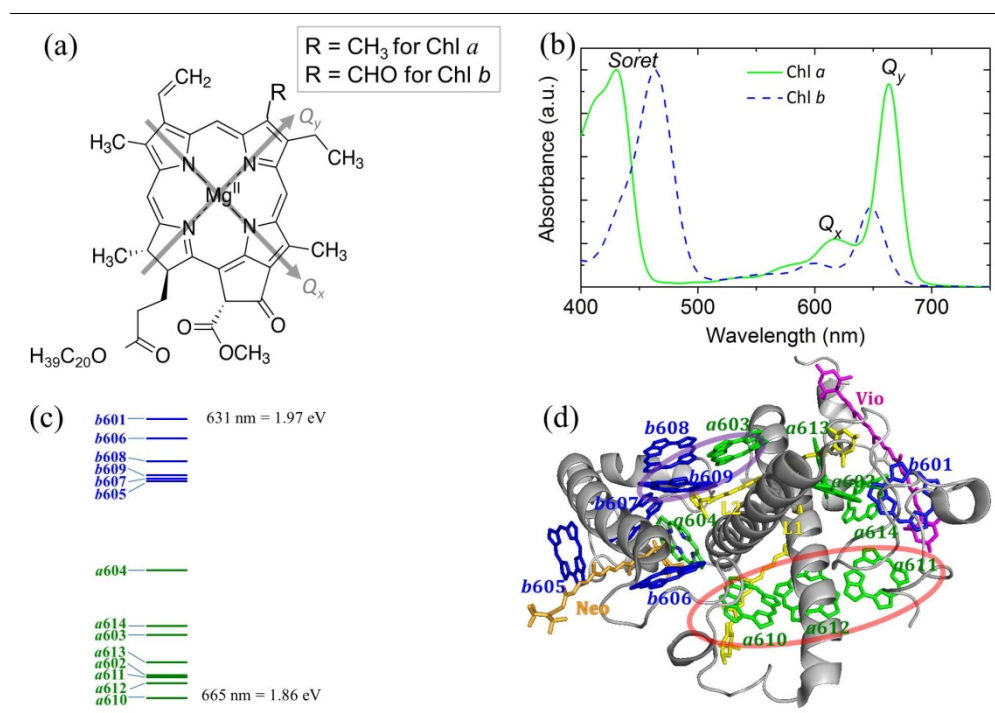 (a)
R = CH3 for Chl a
R = CHO for Chl b
CH2
R
Qy
H3C
CH3
N
N
MgII
N
N
H3C
CH3
Qx
O
O
OCH3
H39C20O
O
(b)
Soret
Chl a
Chl b
Qy
Qx
Absorbance (a.u.)
400
500
600
700
Wavelength (nm)
(c)
b601
631 nm = 1.97 eV
b606
b608
b609
b607
b605
a604
a614
a603
a613
a602
a611
a612
a610
665 nm = 1.86 eV
(d)
Vio
a603
a613
b608
b601
b609
a602
b607
L2
a604
L1
a614
a611
b605
b606
Neo
a610
a612